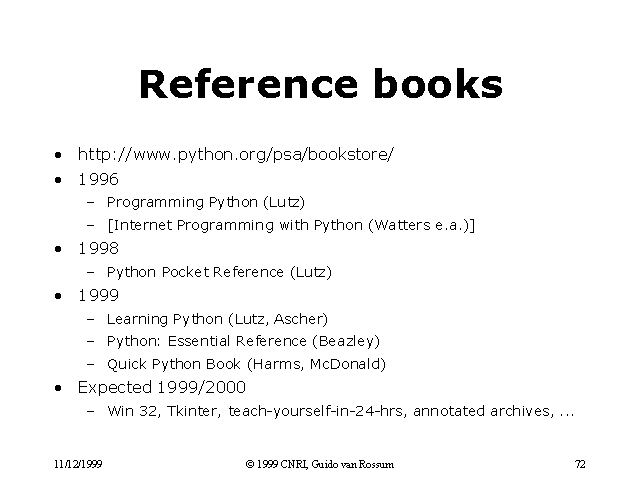 Reference books
• http://www.python.org/psa/bookstore/
• 1996
– Programming Python (Lutz)
– [Internet Programming with Python (Watters e.a.)]
• 1998
– Python Pocket Reference (Lutz)
• 1999
– Learning Python (Lutz, Ascher)
– Python: Essential Reference (Beazley)
– Quick Python Book (Harms, McDonald)
• Expected 1999/2000
– Win 32, Tkinter, teach-yourself-in-24-hrs, annotated archives, ...
11/12/1999 © 1999 CNRI, Guido van Rossum 72